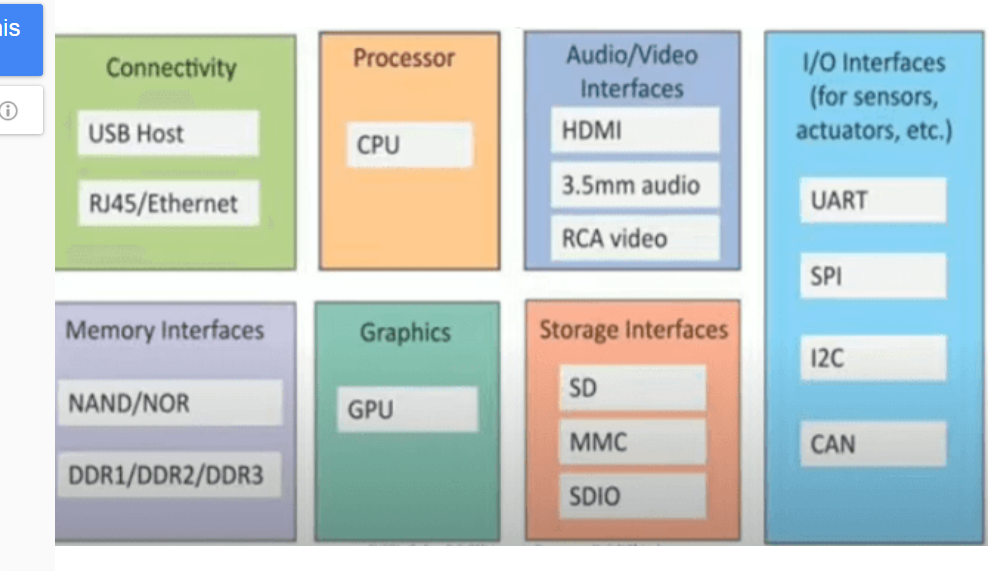 Connectivity
USB Host
RJ45/Ethernet
Processor
CPU
Audio/Video
Interfaces
HDMI
3.5mm audio
RCA video
I/O Interfaces
(for sensors,
actuators, etc.)
UART
SPI
I2C
CAN
Memory Interfaces
NAND/NOR
DDR1/DDR2/DDR3
Graphics
GPU
Storage Interfaces
SD
MMC
SDIO